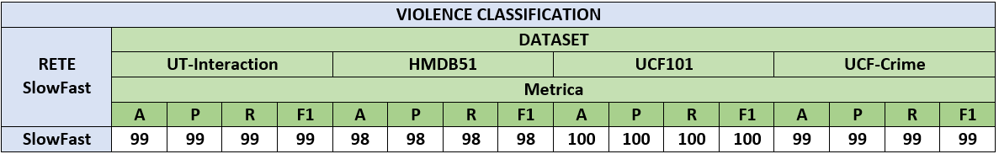 VIOLENCE CLASSIFICATION
RETE
SlowFast
DATASET
UT-Interaction HMDB51 UCF101 UCF-Crime
Metrica
A P R F1 A P R F1 A P R F1 A P R F1
SlowFast 99 99 99 99 98 98 98 98 100 100 100 100 99 99 99 99